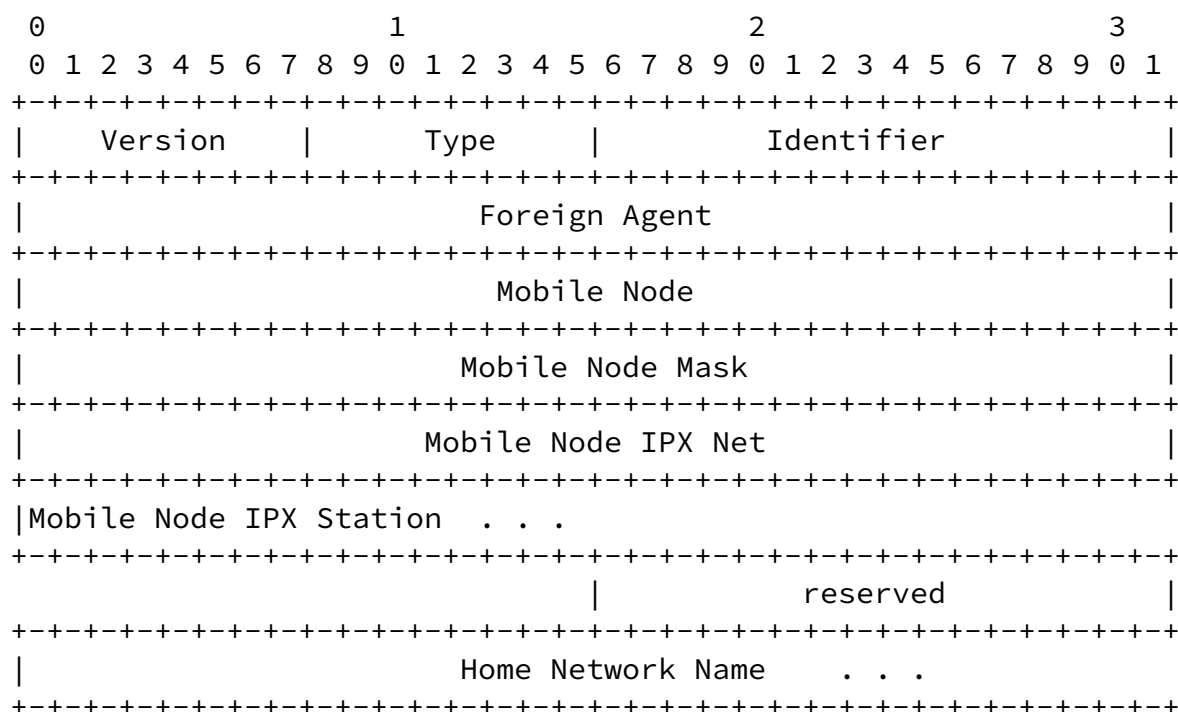 0                   1                   2                   3
 0 1 2 3 4 5 6 7 8 9 0 1 2 3 4 5 6 7 8 9 0 1 2 3 4 5 6 7 8 9 0 1
+-+-+-+-+-+-+-+-+-+-+-+-+-+-+-+-+-+-+-+-+-+-+-+-+-+-+-+-+-+-+-+-+
|    Version    |      Type     |         Identifier            |
+-+-+-+-+-+-+-+-+-+-+-+-+-+-+-+-+-+-+-+-+-+-+-+-+-+-+-+-+-+-+-+-+
|                         Foreign Agent                         |
+-+-+-+-+-+-+-+-+-+-+-+-+-+-+-+-+-+-+-+-+-+-+-+-+-+-+-+-+-+-+-+-+
|                          Mobile Node                          |
+-+-+-+-+-+-+-+-+-+-+-+-+-+-+-+-+-+-+-+-+-+-+-+-+-+-+-+-+-+-+-+-+
|                        Mobile Node Mask                       |
+-+-+-+-+-+-+-+-+-+-+-+-+-+-+-+-+-+-+-+-+-+-+-+-+-+-+-+-+-+-+-+-+
|                      Mobile Node IPX Net                      |
+-+-+-+-+-+-+-+-+-+-+-+-+-+-+-+-+-+-+-+-+-+-+-+-+-+-+-+-+-+-+-+-+
|Mobile Node IPX Station  . . .
+-+-+-+-+-+-+-+-+-+-+-+-+-+-+-+-+-+-+-+-+-+-+-+-+-+-+-+-+-+-+-+-+
                                |           reserved            |
+-+-+-+-+-+-+-+-+-+-+-+-+-+-+-+-+-+-+-+-+-+-+-+-+-+-+-+-+-+-+-+-+
|                        Home Network Name    . . .
+-+-+-+-+-+-+-+-+-+-+-+-+-+-+-+-+-+-+-+-+-+-+-+-+-+-+-+-+-+-+-+-+